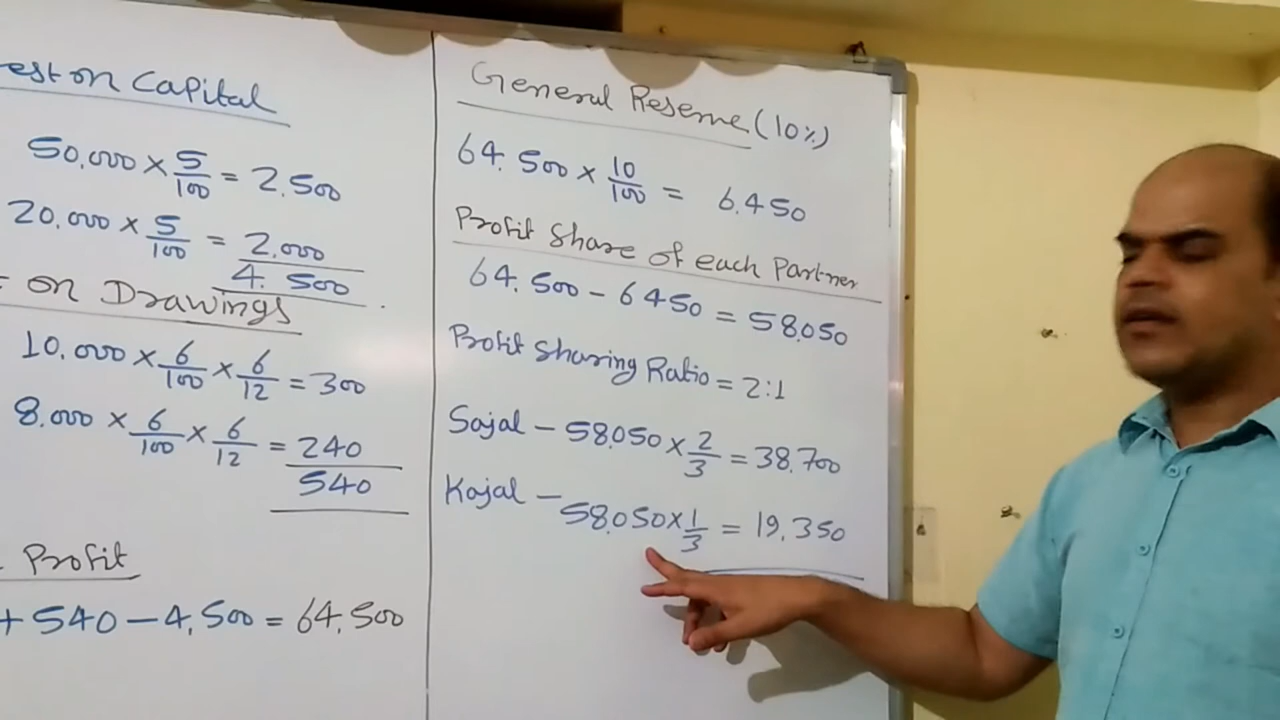 est on Capital
50,000 × 5/100 = 2.500
20,000 × 5/100 = 2,000
4.500
on Drawings
10,000 × 6/100 × 6/12 = 300
8,000 × 6/100 × 6/12 = 240
540
Profit
+ 540 - 4,500 = 64,500
General Reserve (10%)
64,500 × 10/100 = 6,450
Profit Share of each Partner
64,500 - 6450 = 58,050
Profit Sharing Ratio = 2:1
Sajal - 58,050 × 2/3 = 38,700
Kajal - 58,050 × 1/3 = 19,350